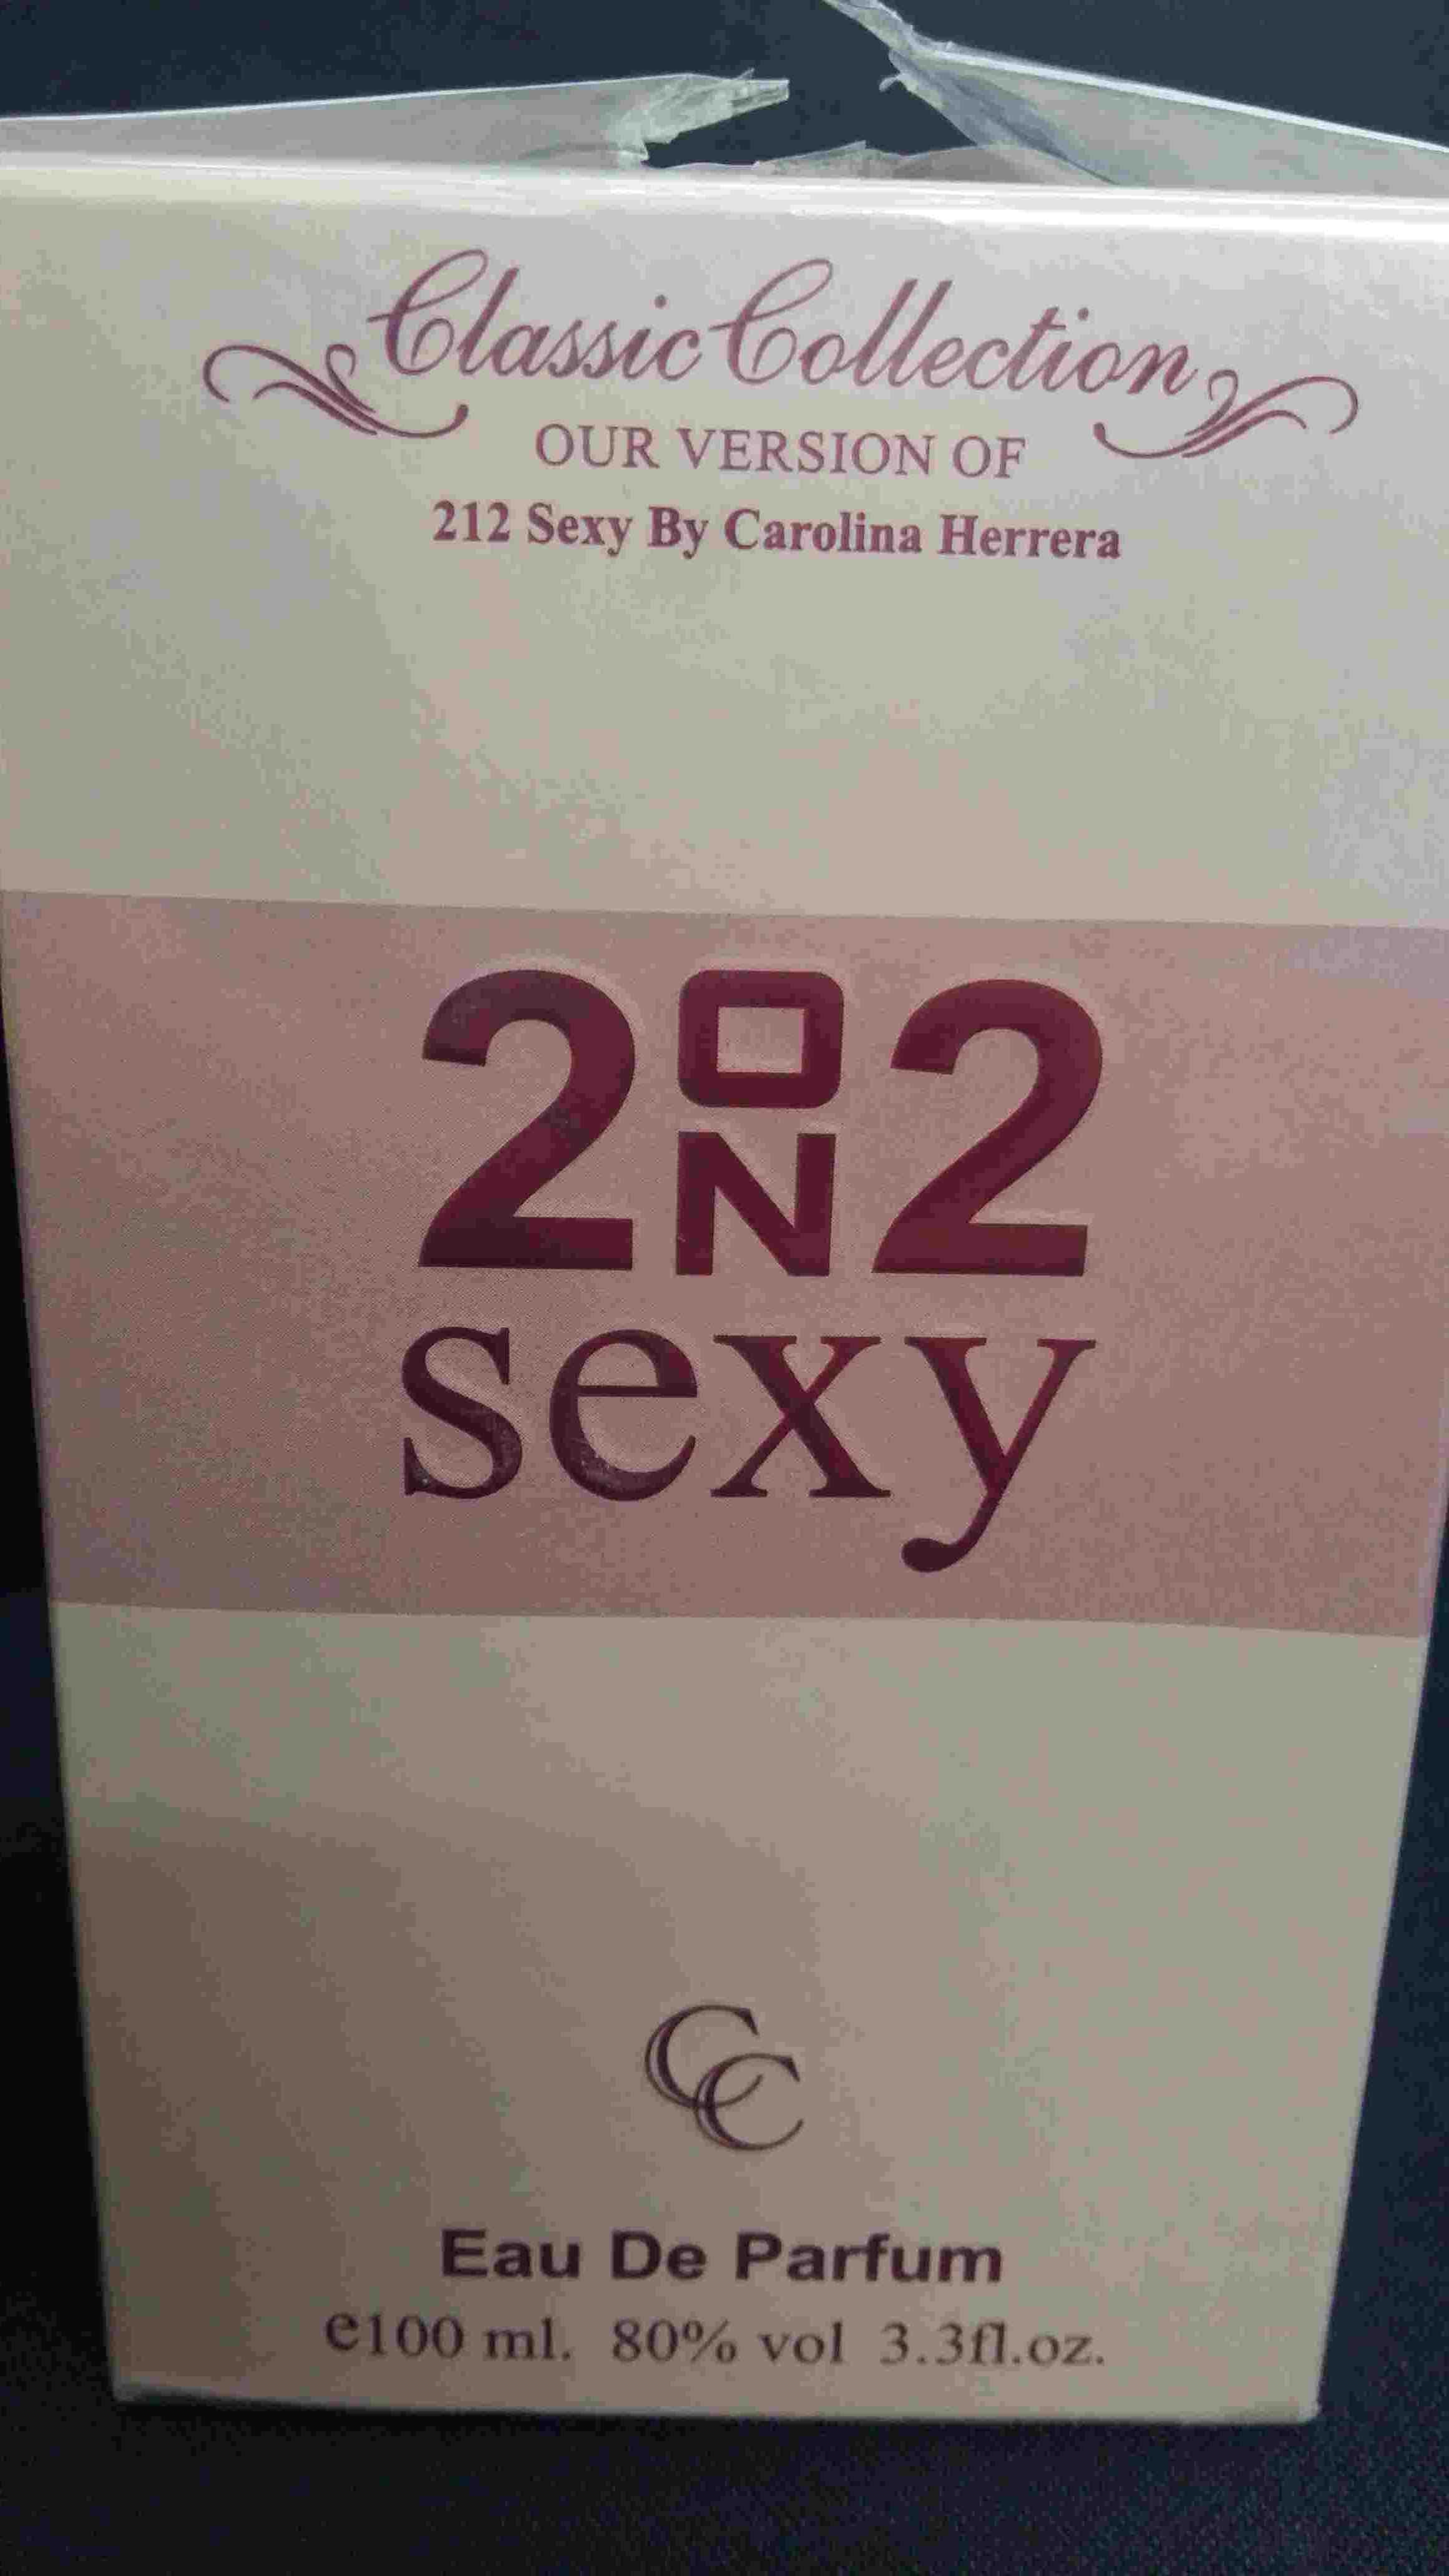 Classic Collection
OUR VERSION OF
212 Sexy By Carolina Herrera
2 ON 2
sexy
CC
Eau De Parfum
e100 ml. 80% vol 3.3fl.oz.